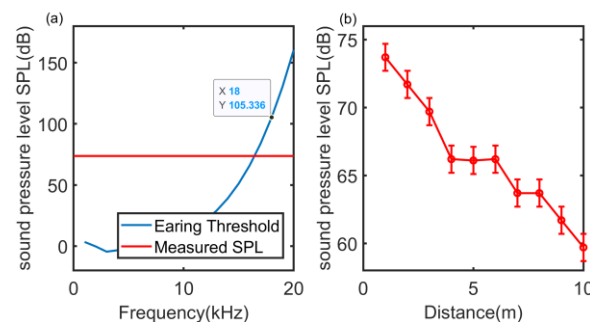 (a)
sound pressure level SPL(dB)
150
100
50
0
X 18
Y 105.336
Earing Threshold
Measured SPL
0
10
20
Frequency(kHz)
(b)
sound pressure level SPL(dB)
75
70
65
60
0
5
10
Distance(m)